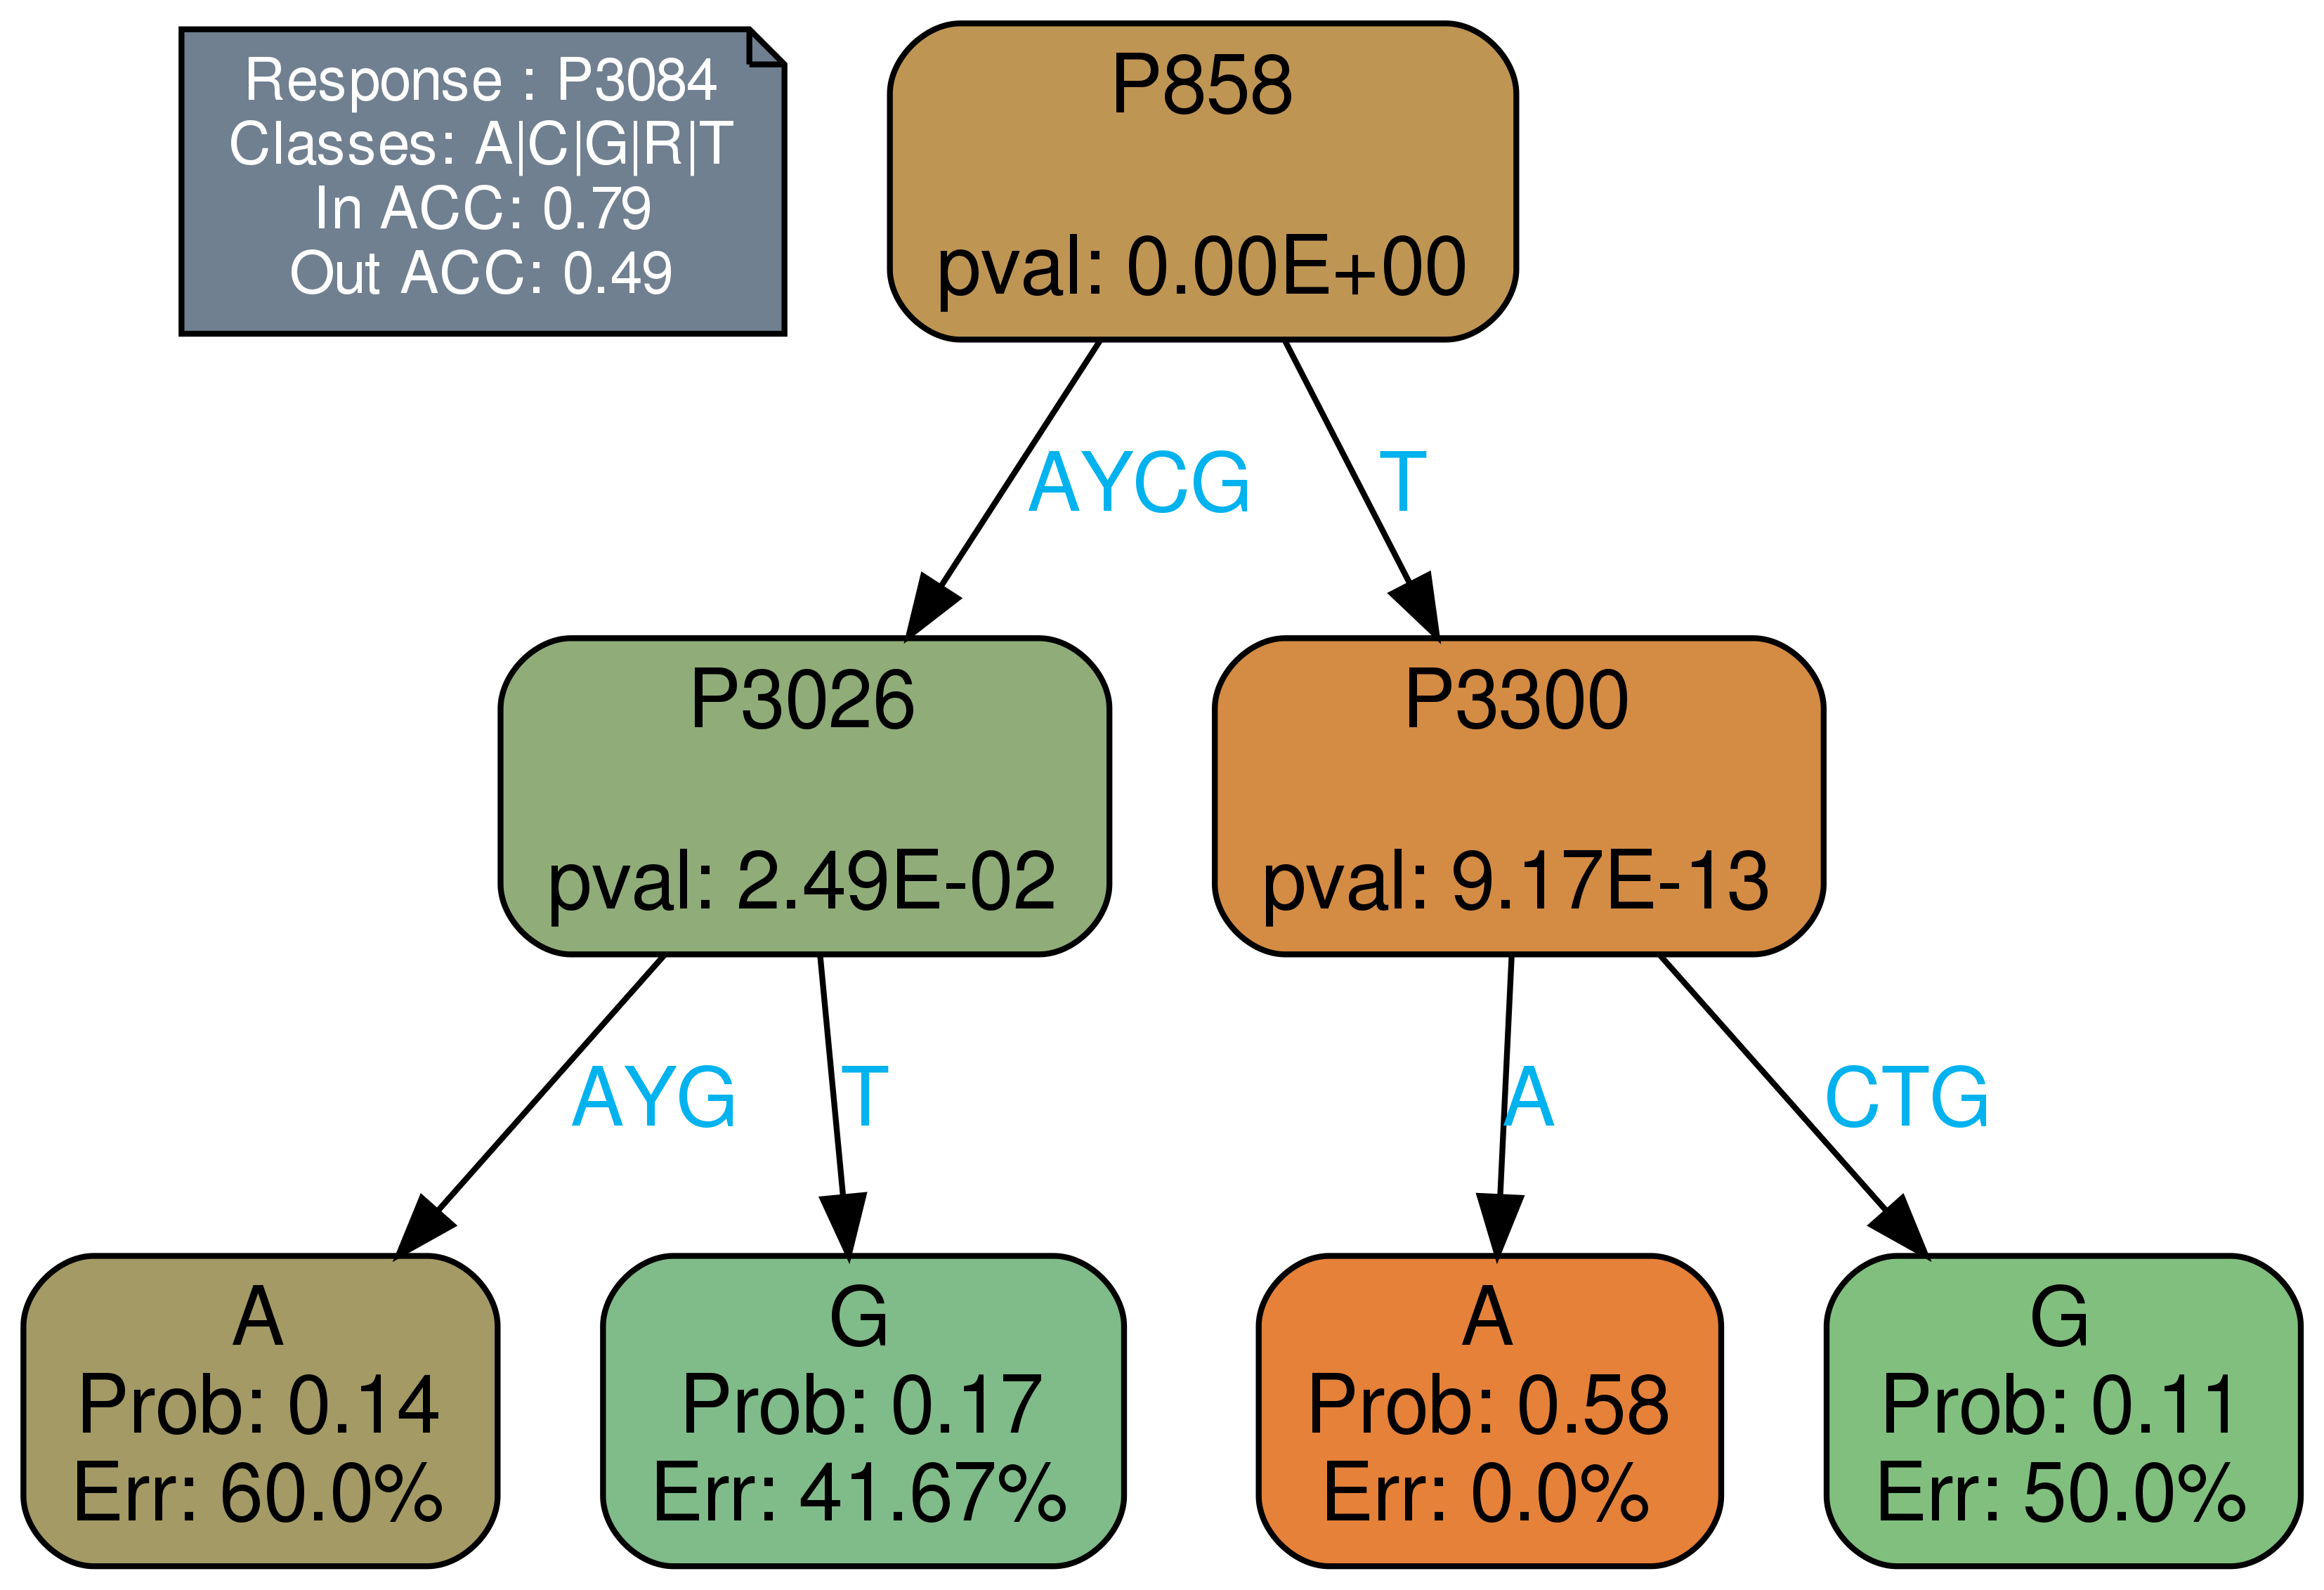 Response : P3084
Classes: A|C|G|R|T
In ACC: 0.79
Out ACC: 0.49
P858
pval: 0.00E+00
AYCG
T
P3026
pval: 2.49E-02
P3300
pval: 9.17E-13
AYG
T
A
CTG
A
Prob: 0.14
Err: 60.0%
G
Prob: 0.17
Err: 41.67%
A
Prob: 0.58
Err: 0.0%
G
Prob: 0.11
Err: 50.0%